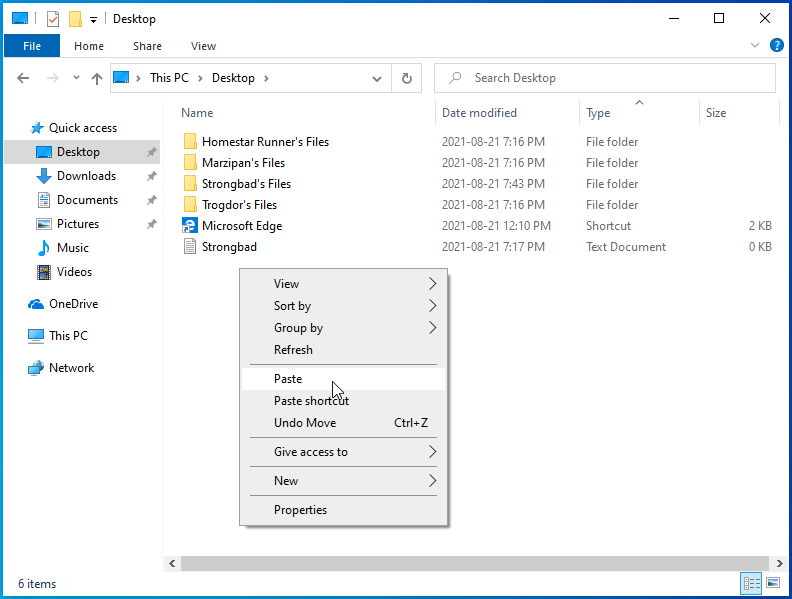 Desktop
File Home Share View
This PC Desktop Search Desktop
Name Date modified Type Size
Quick access
Desktop
Downloads
Documents
Pictures
Music
Videos
OneDrive
This PC
Network
Homestar Runner's Files 2021-08-21 7:16 PM File folder
Marzipan's Files 2021-08-21 7:16 PM File folder
Strongbad's Files 2021-08-21 7:43 PM File folder
Trogdor's Files 2021-08-21 7:16 PM File folder
Microsoft Edge 2021-08-21 12:10 PM Shortcut 2 KB
Strongbad 2021-08-21 7:17 PM Text Document 0 KB
View
Sort by
Group by
Refresh
Paste
Paste shortcut
Undo Move Ctrl+Z
Give access to
New
Properties
6 items